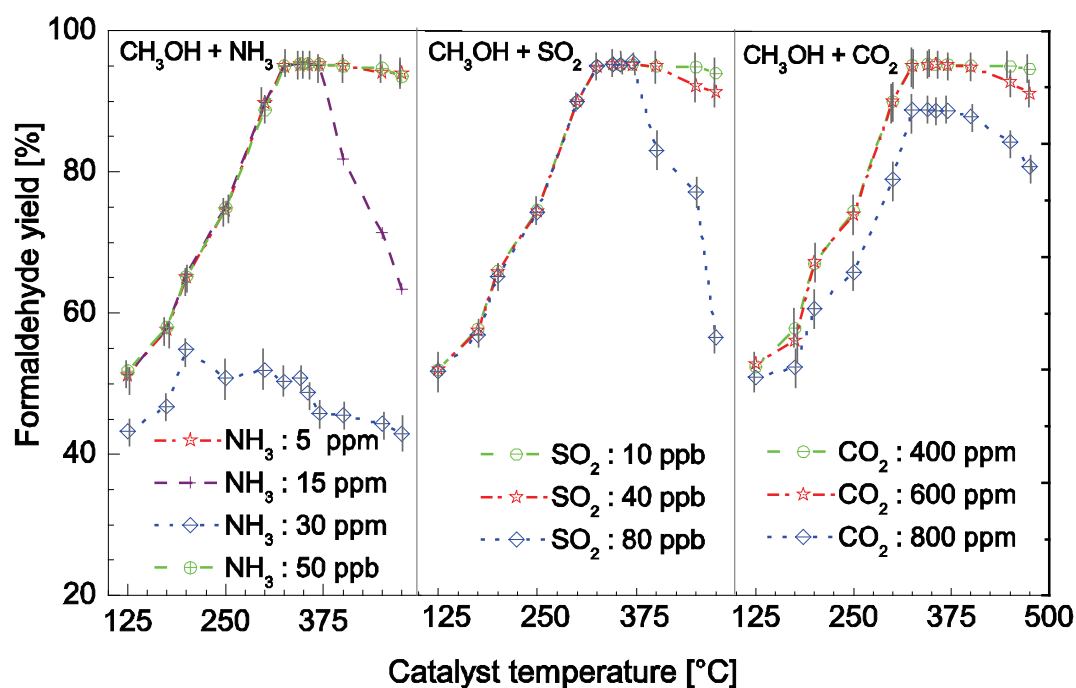 100
80
60
40
20
Formaldehyde yield [%]
CH₃OH + NH₃
NH₃ : 5 ppm
NH₃ : 15 ppm
NH₃ : 30 ppm
NH₃ : 50 ppb
CH₃OH + SO₂
SO₂ : 10 ppb
SO₂ : 40 ppb
SO₂ : 80 ppb
CH₃OH + CO₂
CO₂ : 400 ppm
CO₂ : 600 ppm
CO₂ : 800 ppm
125 250 375 125 250 375 125 250 375 500
Catalyst temperature [°C]